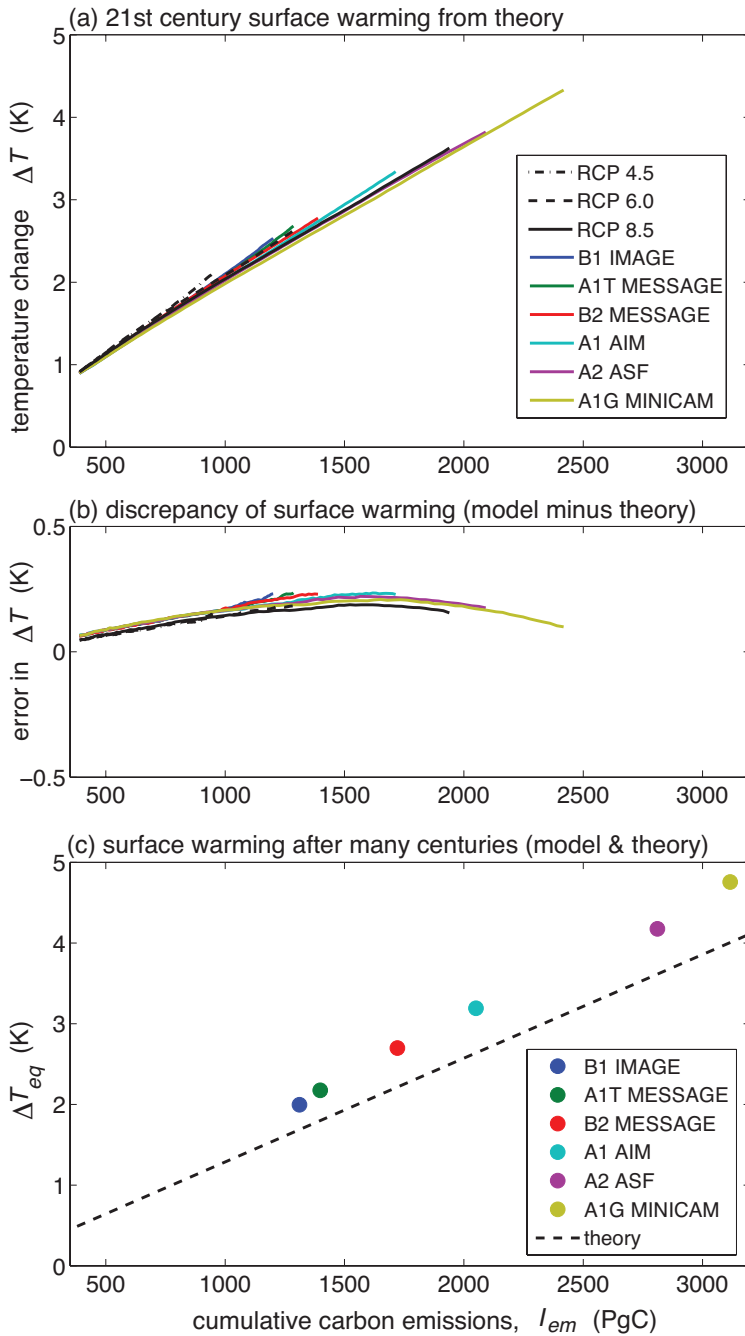 (a) 21st century surface warming from theory
5
4
3
2
1
0
temperature change ΔT (K)
RCP 4.5
RCP 6.0
RCP 8.5
B1 IMAGE
A1T MESSAGE
B2 MESSAGE
A1 AIM
A2 ASF
A1G MINICAM
500 1000 1500 2000 2500 3000
(b) discrepancy of surface warming (model minus theory)
0.5
0
−0.5
error in ΔT (K)
500 1000 1500 2000 2500 3000
(c) surface warming after many centuries (model & theory)
5
4
3
2
1
0
ΔTeq (K)
B1 IMAGE
A1T MESSAGE
B2 MESSAGE
A1 AIM
A2 ASF
A1G MINICAM
theory
500 1000 1500 2000 2500 3000
cumulative carbon emissions, Iem (PgC)